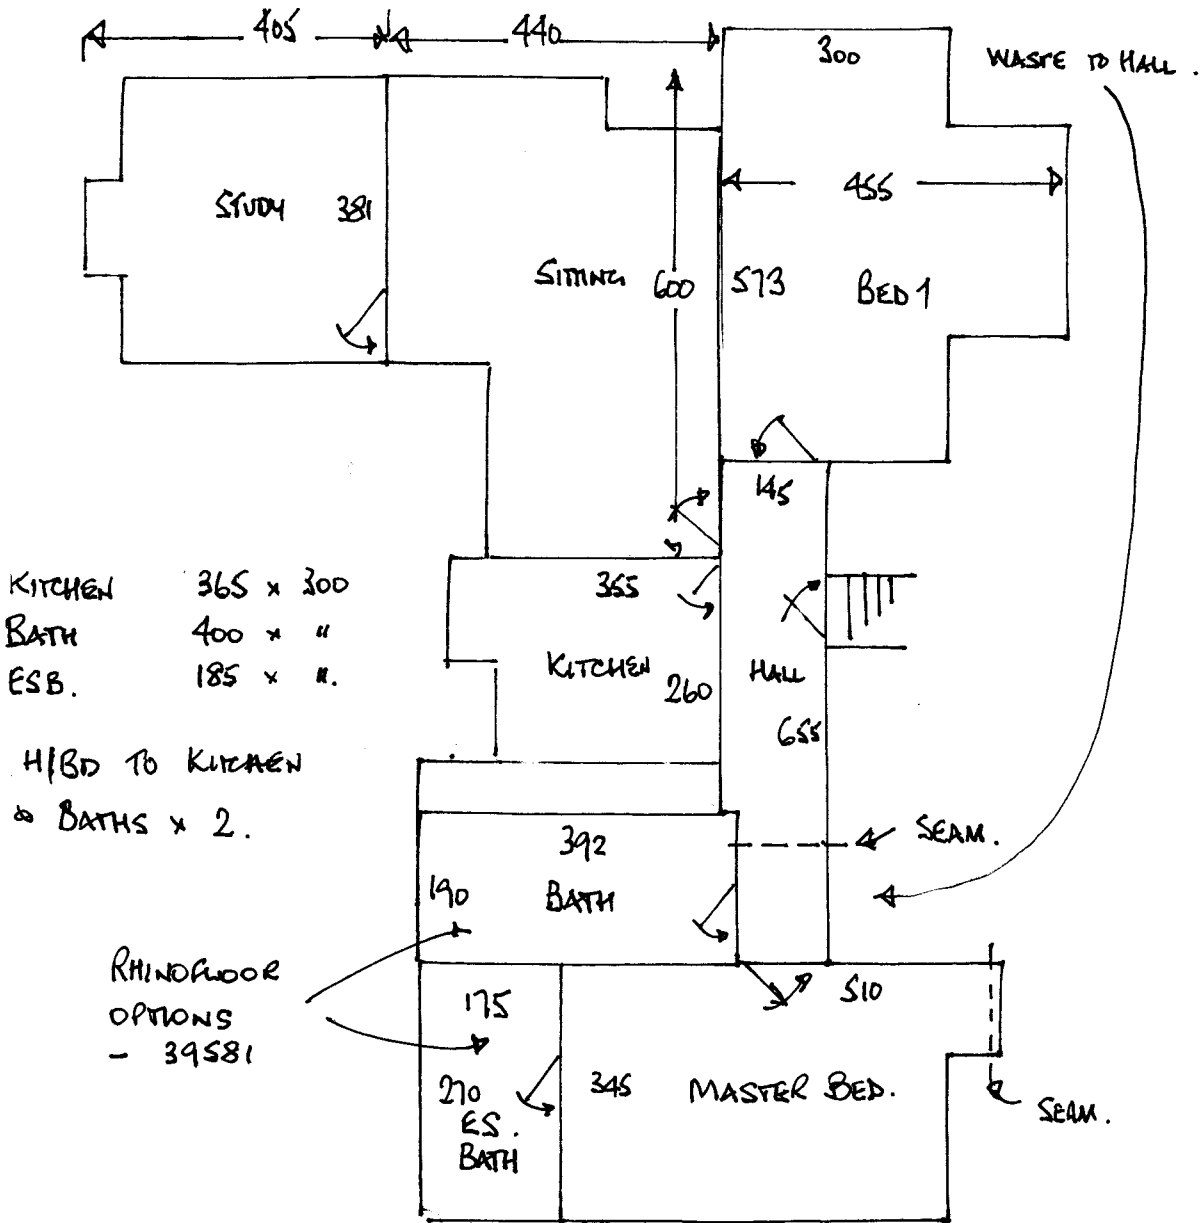 405
440
300
WASTE TO HALL.
STUDY 381
455
SITTING 600
573
BED 1
145
KITCHEN 365 x 300
BATH 400 x "
ESB. 185 x ".
355
KITCHEN
260
HALL
655
H/BD TO KITCHEN
& BATHS x 2.
392
SEAM.
190
BATH
RHINOFLOOR
OPTIONS
- 39581
175
510
270
ES.
BATH
345
MASTER BED.
SEAM.